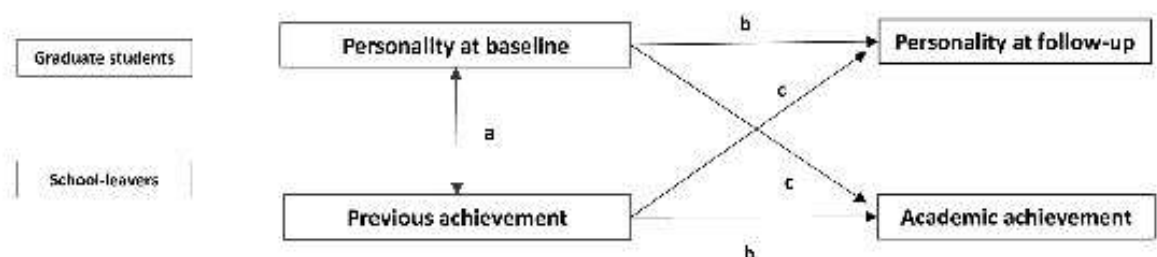 b
Personality at baseline
Personality at follow-up
Graduate students
c
a
School-leavers
c
Previous achievement
Academic achievement
b